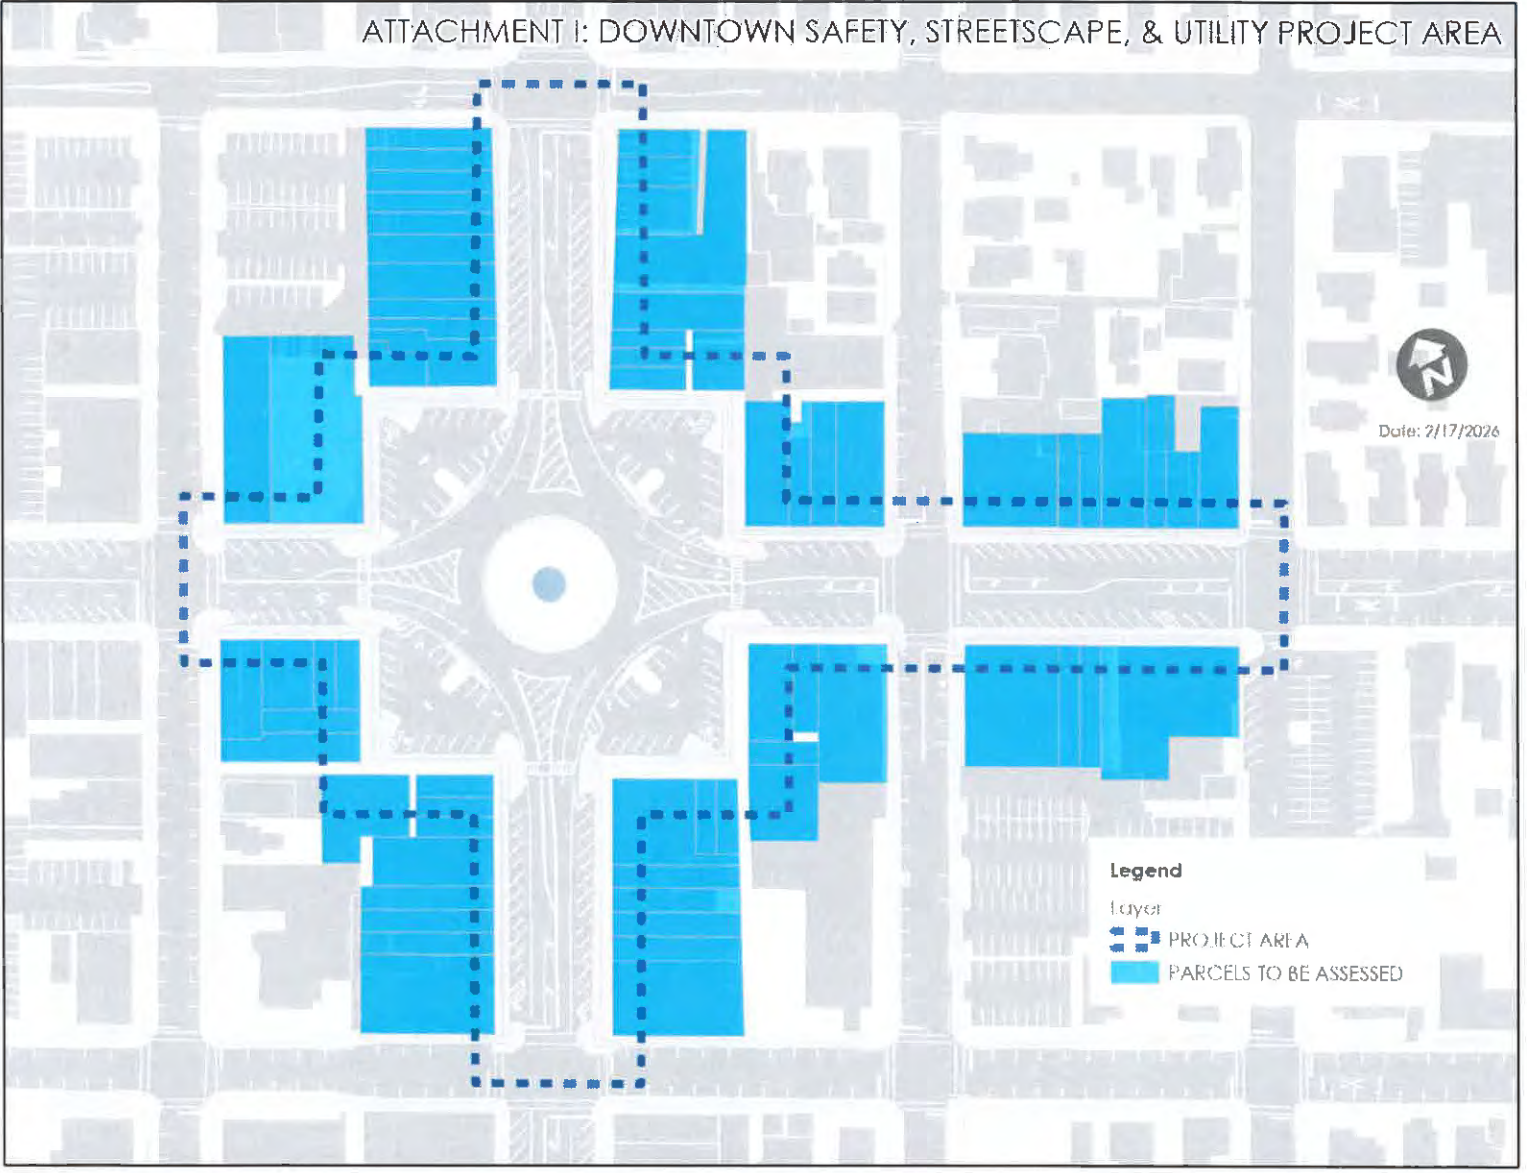 ATTACHMENT I: DOWNTOWN SAFETY, STREETSCAPE, & UTILITY PROJECT AREA
N
Date: 2/17/2026
Legend
Layer
PROJECT AREA
PARCELS TO BE ASSESSED